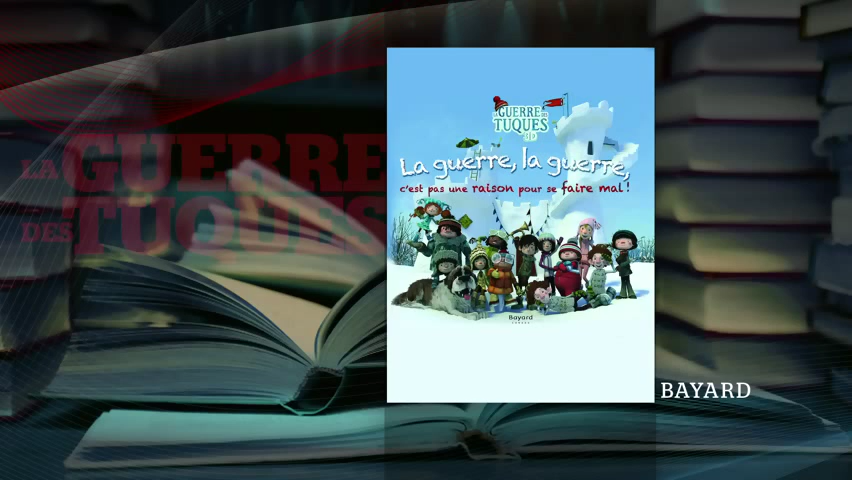 LA GUERRE
DES TUQUES
LA GUERRE DES
TUQUES
La guerre, la guerre,
c'est pas une raison pour se faire mal !
Bayard
CANADA
BAYARD